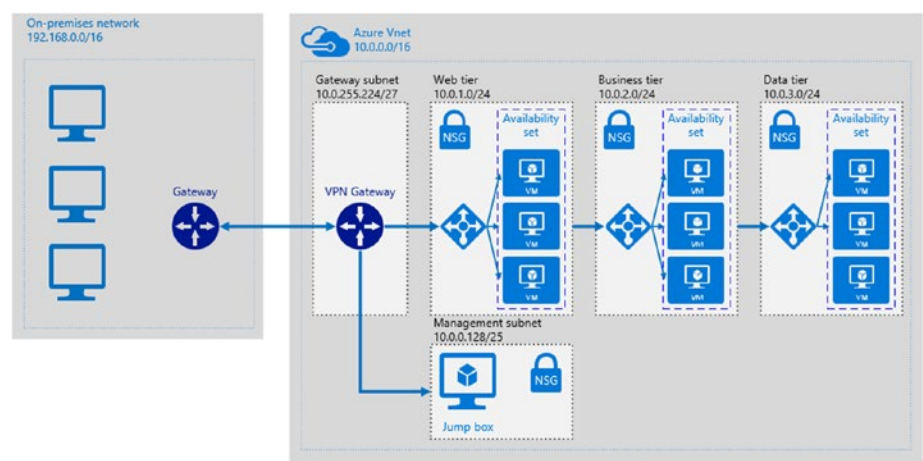 On-premises network
192.168.0.0/16
Gateway
Azure Vnet
10.0.0.0/16
Gateway subnet
10.0.255.224/27
VPN Gateway
Web tier
10.0.1.0/24
NSG
Availability
set
VM
VM
VM
Business tier
10.0.2.0/24
NSG
Availability
set
VM
VM
VM
Data tier
10.0.3.0/24
NSG
Availability
set
VM
VM
VM
Management subnet
10.0.0.128/25
NSG
Jump box